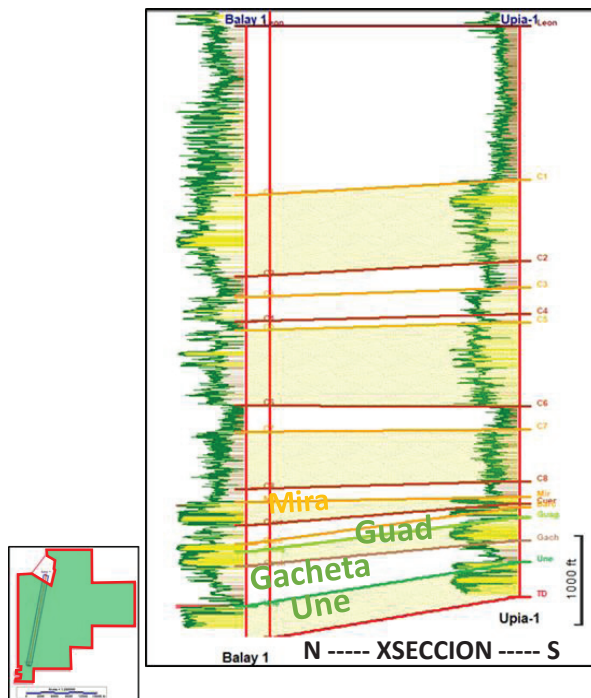 Balay 1
Upia-1
Leon
C1
C2
C3
C4
C5
C6
C7
C8
Mir
Cuer
Mira
Guad
Guad
Gach
Gacheta
Une
Une
TD
1000 ft
Upia-1
Balay 1
N ----- XSECCION ----- S